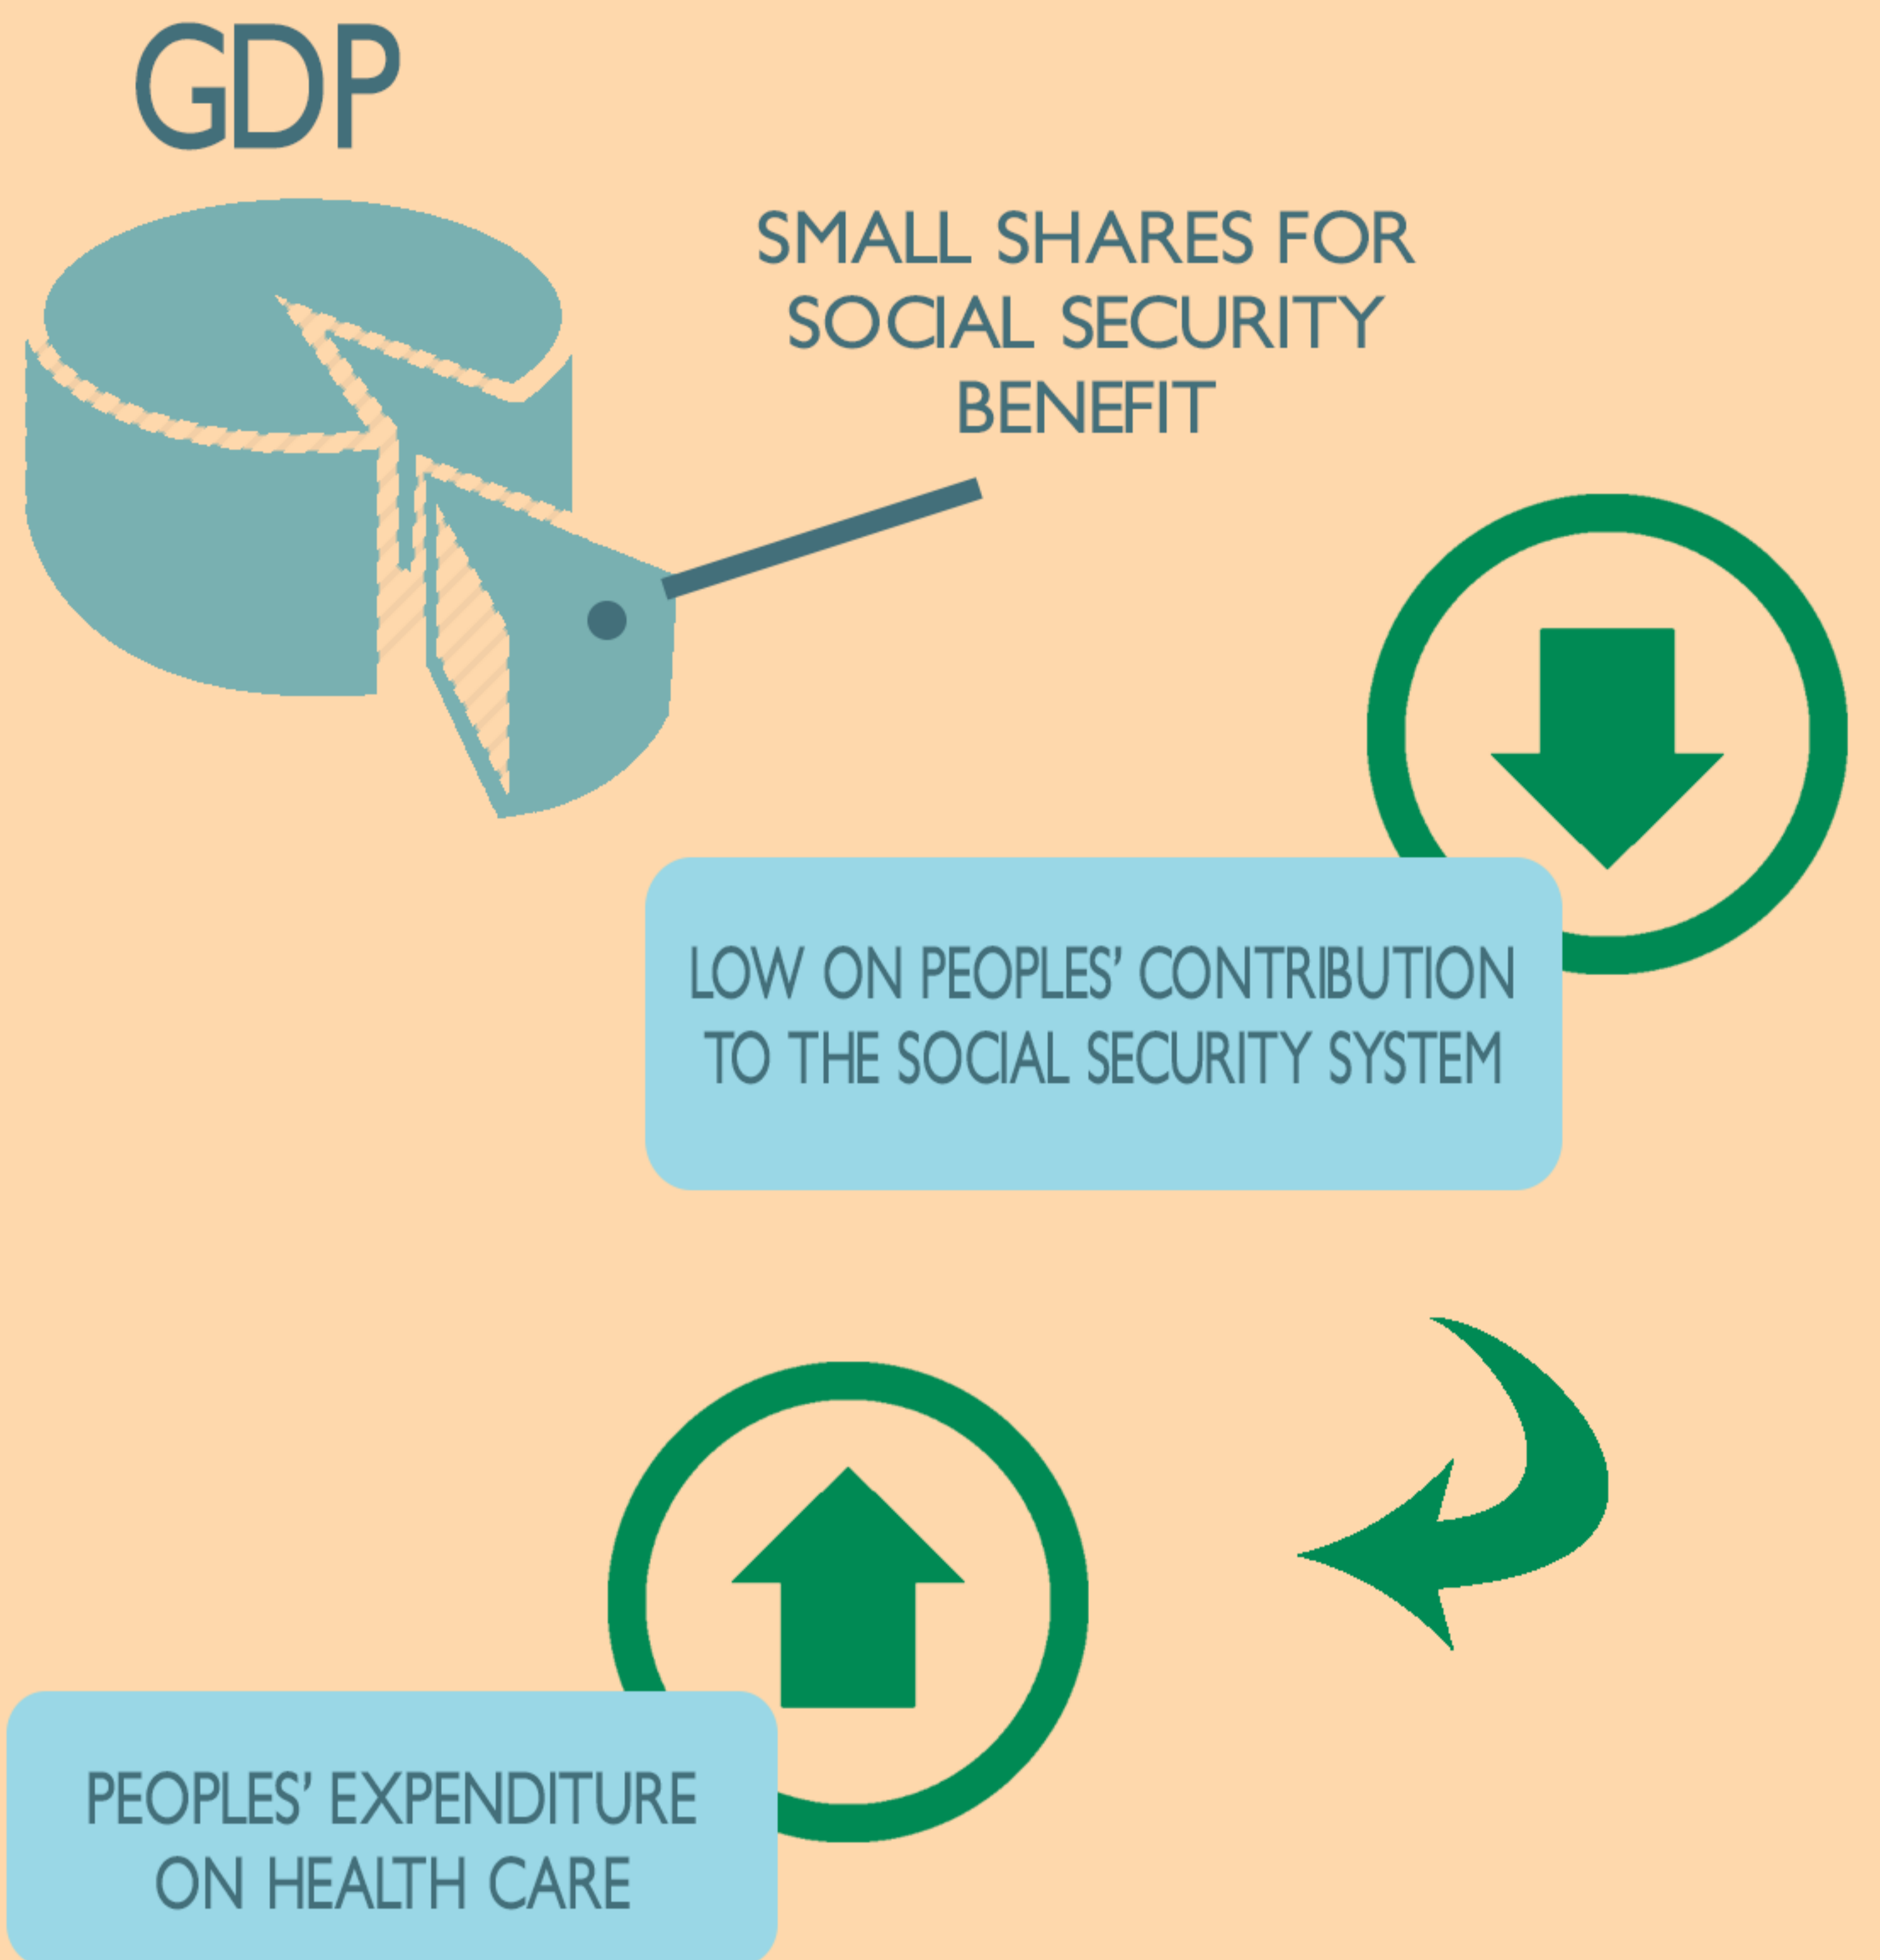 GDP
SMALL SHARES FOR
SOCIAL SECURITY
BENEFIT
LOW ON PEOPLES’ CONTRIBUTION
TO THE SOCIAL SECURITY SYSTEM
PEOPLES’ EXPENDITURE
ON HEALTH CARE